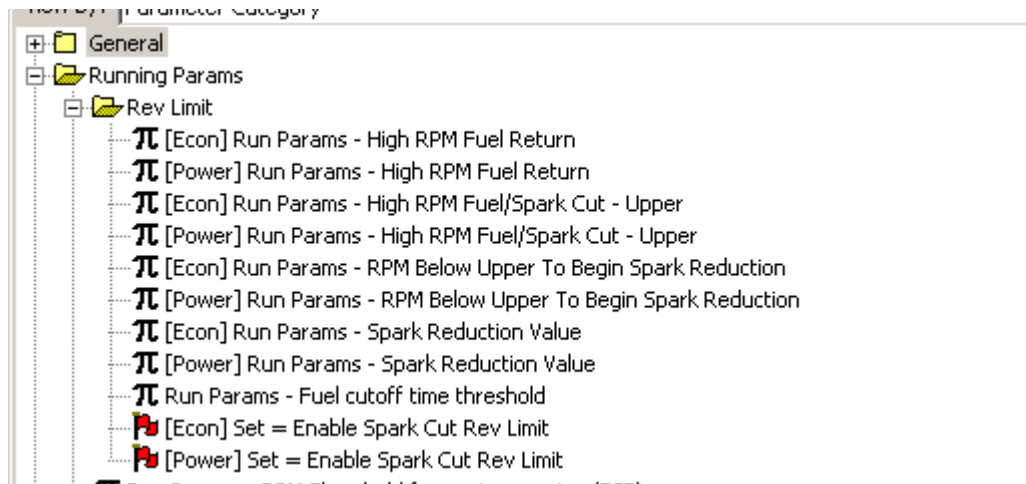 Parameter Category
General
Running Params
Rev Limit
[Econ] Run Params - High RPM Fuel Return
[Power] Run Params - High RPM Fuel Return
[Econ] Run Params - High RPM Fuel/Spark Cut - Upper
[Power] Run Params - High RPM Fuel/Spark Cut - Upper
[Econ] Run Params - RPM Below Upper To Begin Spark Reduction
[Power] Run Params - RPM Below Upper To Begin Spark Reduction
[Econ] Run Params - Spark Reduction Value
[Power] Run Params - Spark Reduction Value
Run Params - Fuel cutoff time threshold
[Econ] Set = Enable Spark Cut Rev Limit
[Power] Set = Enable Spark Cut Rev Limit